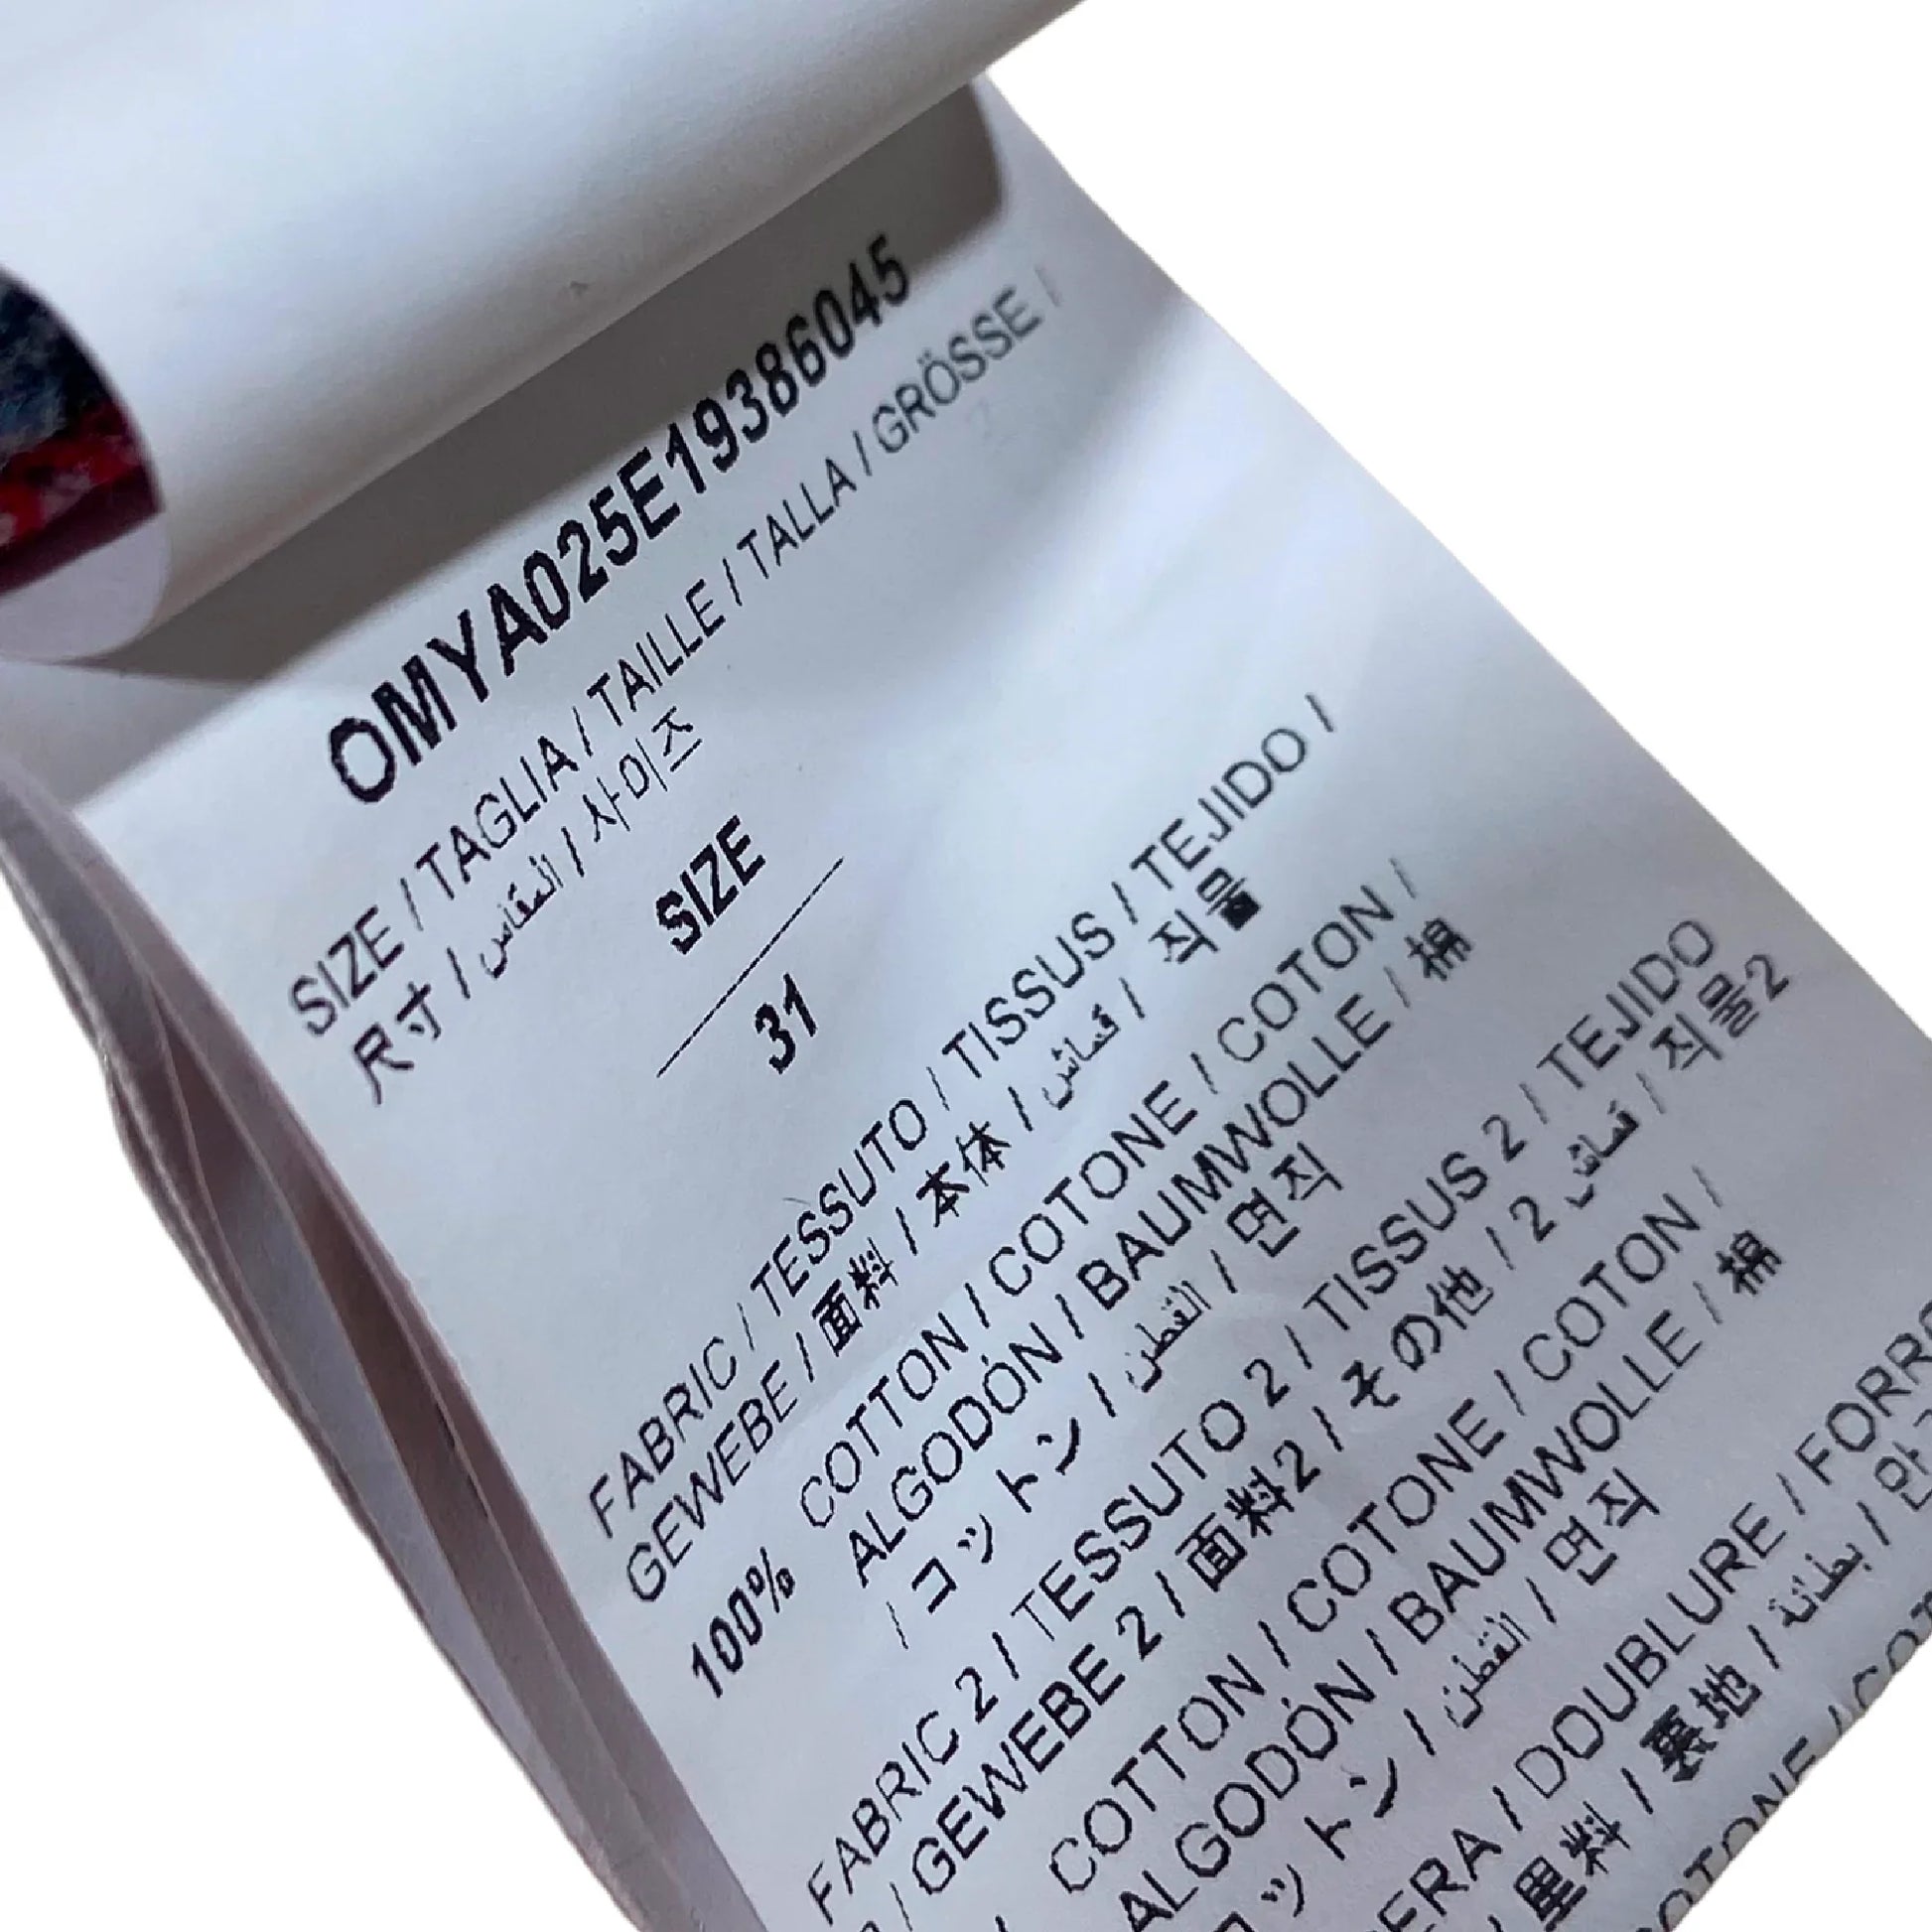 OMYA025E19386045
SIZE / TAGLIA / TAILLE / TALLA / GRÖSSE /
尺寸 / المقاس / 사이즈
SIZE
31
FABRIC / TESSUTO / TISSUS / TEJIDO /
GEWEBE / 面料 / 本体 / قماش / 직물
100% COTTON / COTONE / COTON /
ALGODÓN / BAUMWOLLE / 棉
/ コットン / القطن / 면직
FABRIC 2 / TESSUTO 2 / TISSUS 2 / TEJIDO
/ GEWEBE 2 / 面料2 / その他 / 2 قماش / 직물2
COTTON / COTONE / COTON /
ALGODÓN / BAUMWOLLE / 棉
コットン / القطن / 면직
/ DOUBLURE /
里料 / 裏地 / بطانة /